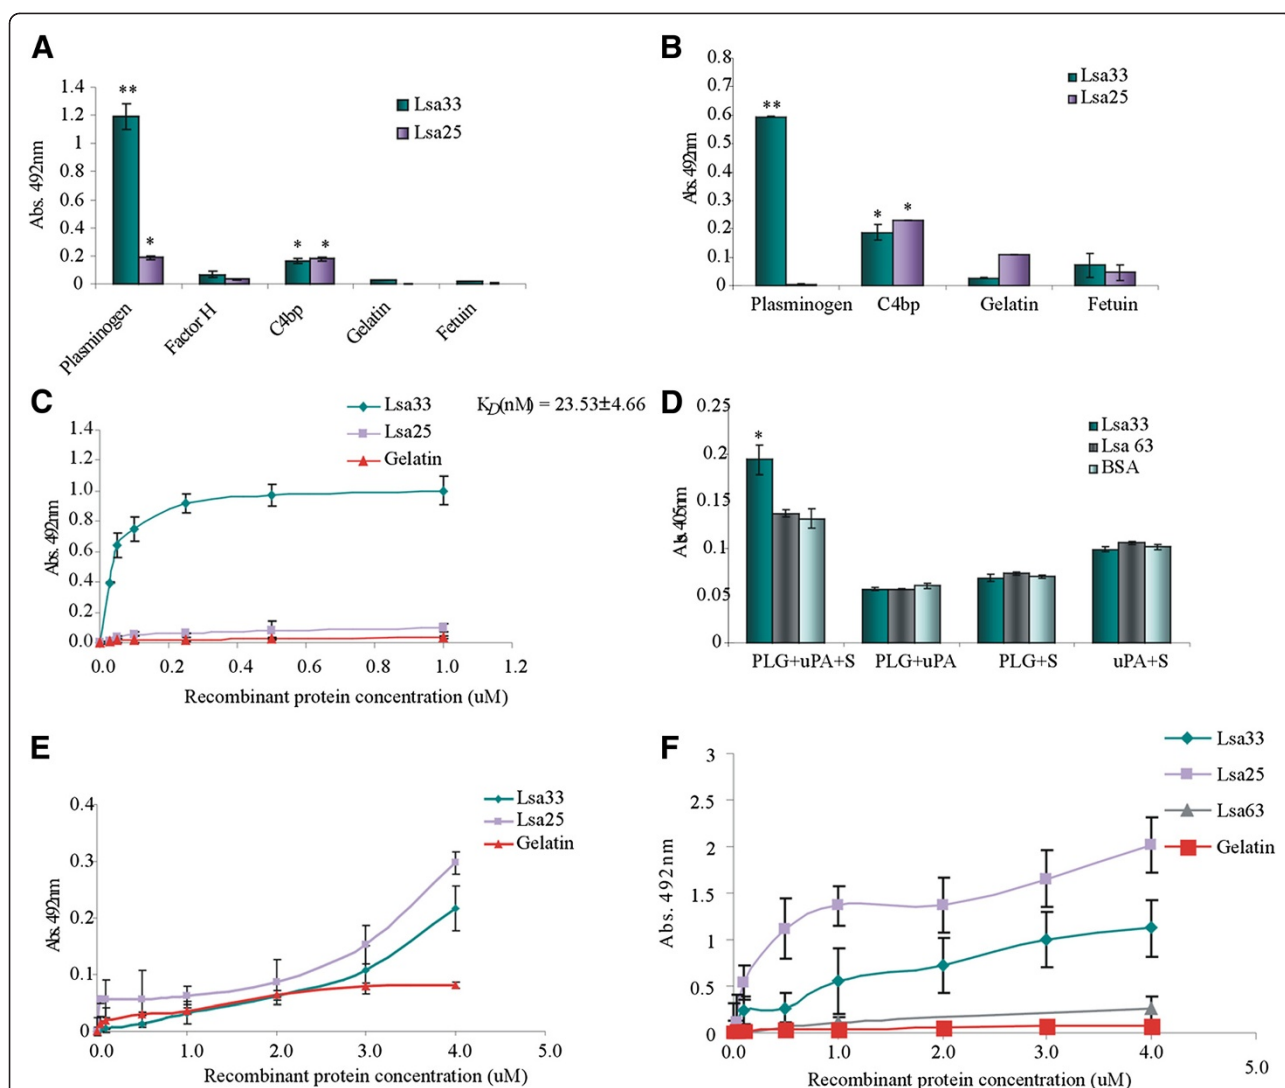 A
Abs. 492nm
1.4
1.2
1
0.8
0.6
0.4
0.2
0
**
*
*
*
Lsa33
Lsa25
Plasminogen
Factor H
C4bp
Gelatin
Fetuin
B
Abs. 492nm
0.8
0.7
0.6
0.5
0.4
0.3
0.2
0.1
0
**
*
*
Lsa33
Lsa25
Plasminogen C4bp Gelatin Fetuin
C
Lsa33
Lsa25
Gelatin
KD(nM) = 23.53±4.66
Abs. 492nm
1.4
1.2
1.0
0.8
0.6
0.4
0.2
0.0
0.0 0.2 0.4 0.6 0.8 1.0 1.2
Recombinant protein concentration (uM)
D
Abs. 405nm
0.25
0.2
0.15
0.1
0.05
0
*
Lsa33
Lsa 63
BSA
PLG+uPA+S PLG+uPA PLG+S uPA+S
E
Abs. 492nm
0.4
0.3
0.2
0.1
0
Lsa33
Lsa25
Gelatin
0.0 1.0 2.0 3.0 4.0 5.0
Recombinant protein concentration (uM)
F
Abs. 492nm
3
2.5
2
1.5
1
0.5
0
Lsa33
Lsa25
Lsa63
Gelatin
0.0 1.0 2.0 3.0 4.0 5.0
Recombinant protein concentration (uM)